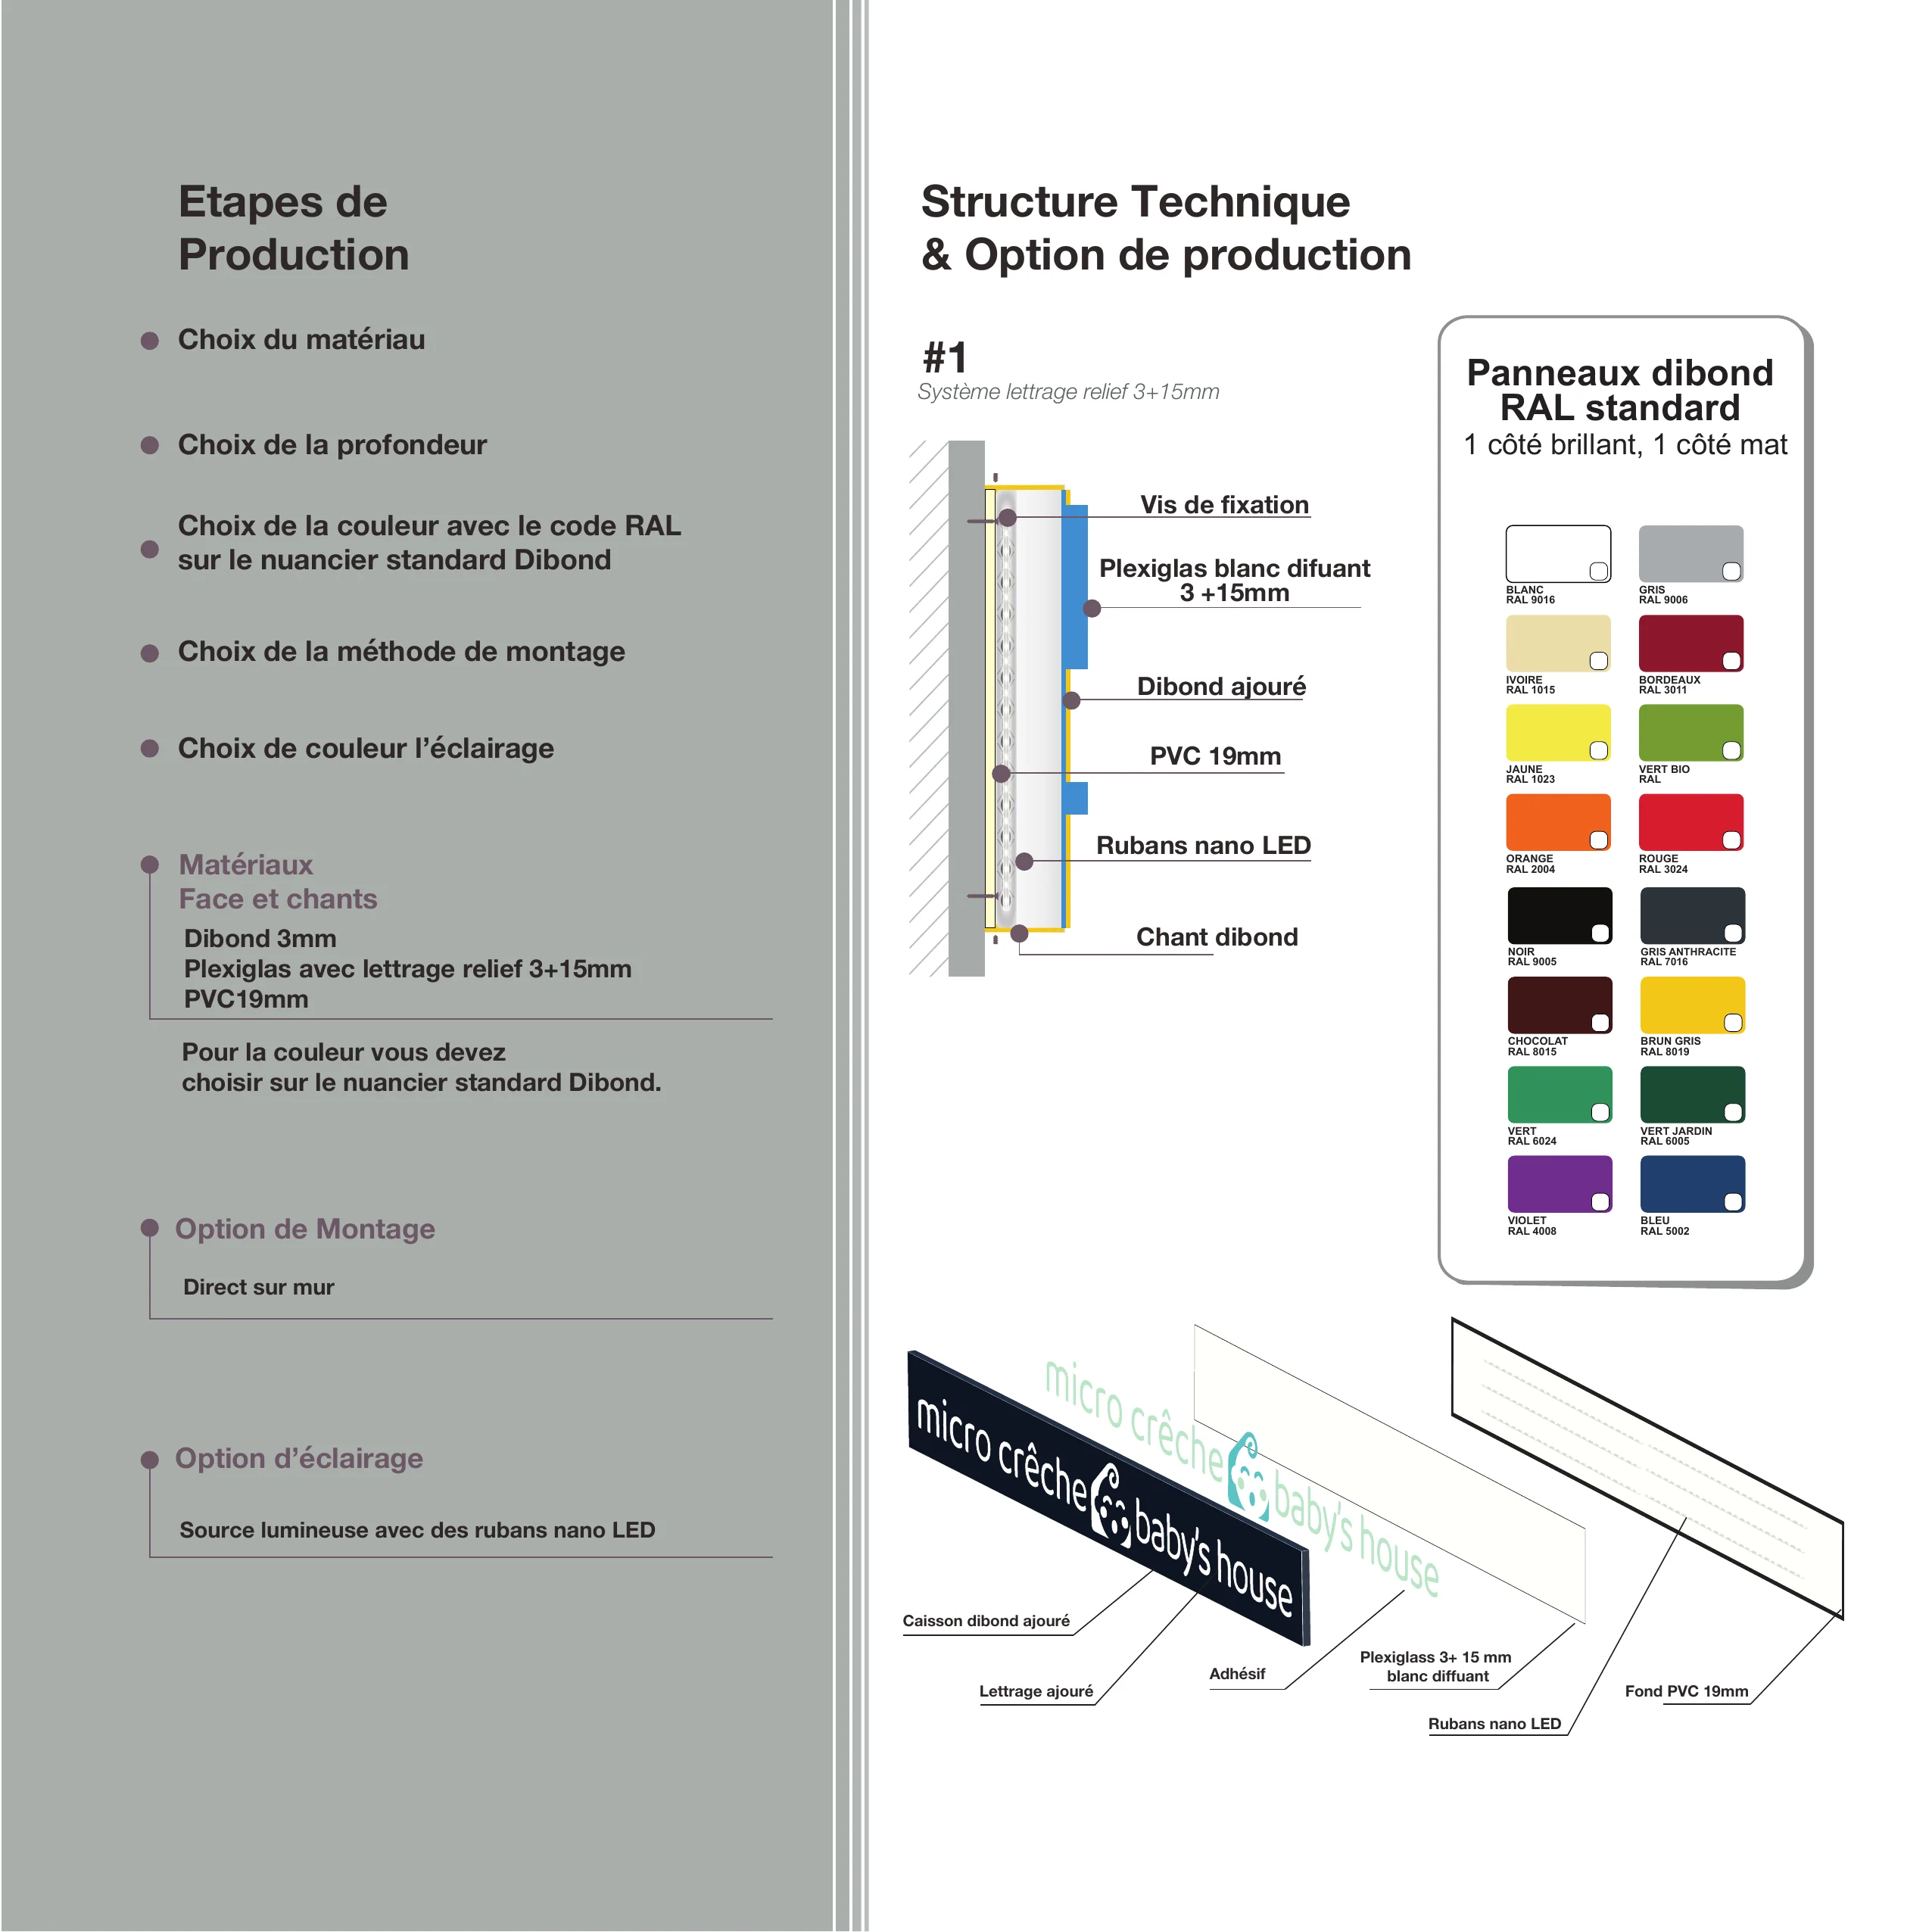 Etapes de
Production
Choix du matériau
Choix de la profondeur
Choix de la couleur avec le code RAL
sur le nuancier standard Dibond
Choix de la méthode de montage
Choix de couleur l’éclairage
Matériaux
Face et chants
Dibond 3mm
Plexiglas avec lettrage relief 3+15mm
PVC19mm
Pour la couleur vous devez
choisir sur le nuancier standard Dibond.
Option de Montage
Direct sur mur
Option d’éclairage
Source lumineuse avec des rubans nano LED
Structure Technique
& Option de production
#1
Système lettrage relief 3+15mm
Vis de fixation
Plexiglas blanc difuant
3 +15mm
Dibond ajouré
PVC 19mm
Rubans nano LED
Chant dibond
Panneaux dibond
RAL standard
1 côté brillant, 1 côté mat
BLANC
RAL 9016
GRIS
RAL 9006
IVOIRE
RAL 1015
BORDEAUX
RAL 3011
JAUNE
RAL 1023
VERT BIO
RAL
ORANGE
RAL 2004
ROUGE
RAL 3024
NOIR
RAL 9005
GRIS ANTHRACITE
RAL 7016
CHOCOLAT
RAL 8015
BRUN GRIS
RAL 8019
VERT
RAL 6024
VERT JARDIN
RAL 6005
VIOLET
RAL 4008
BLEU
RAL 5002
micro crêche baby's house
micro crêche baby's house
Caisson dibond ajouré
Lettrage ajouré
Adhésif
Plexiglass 3+ 15 mm
blanc diffuant
Rubans nano LED
Fond PVC 19mm